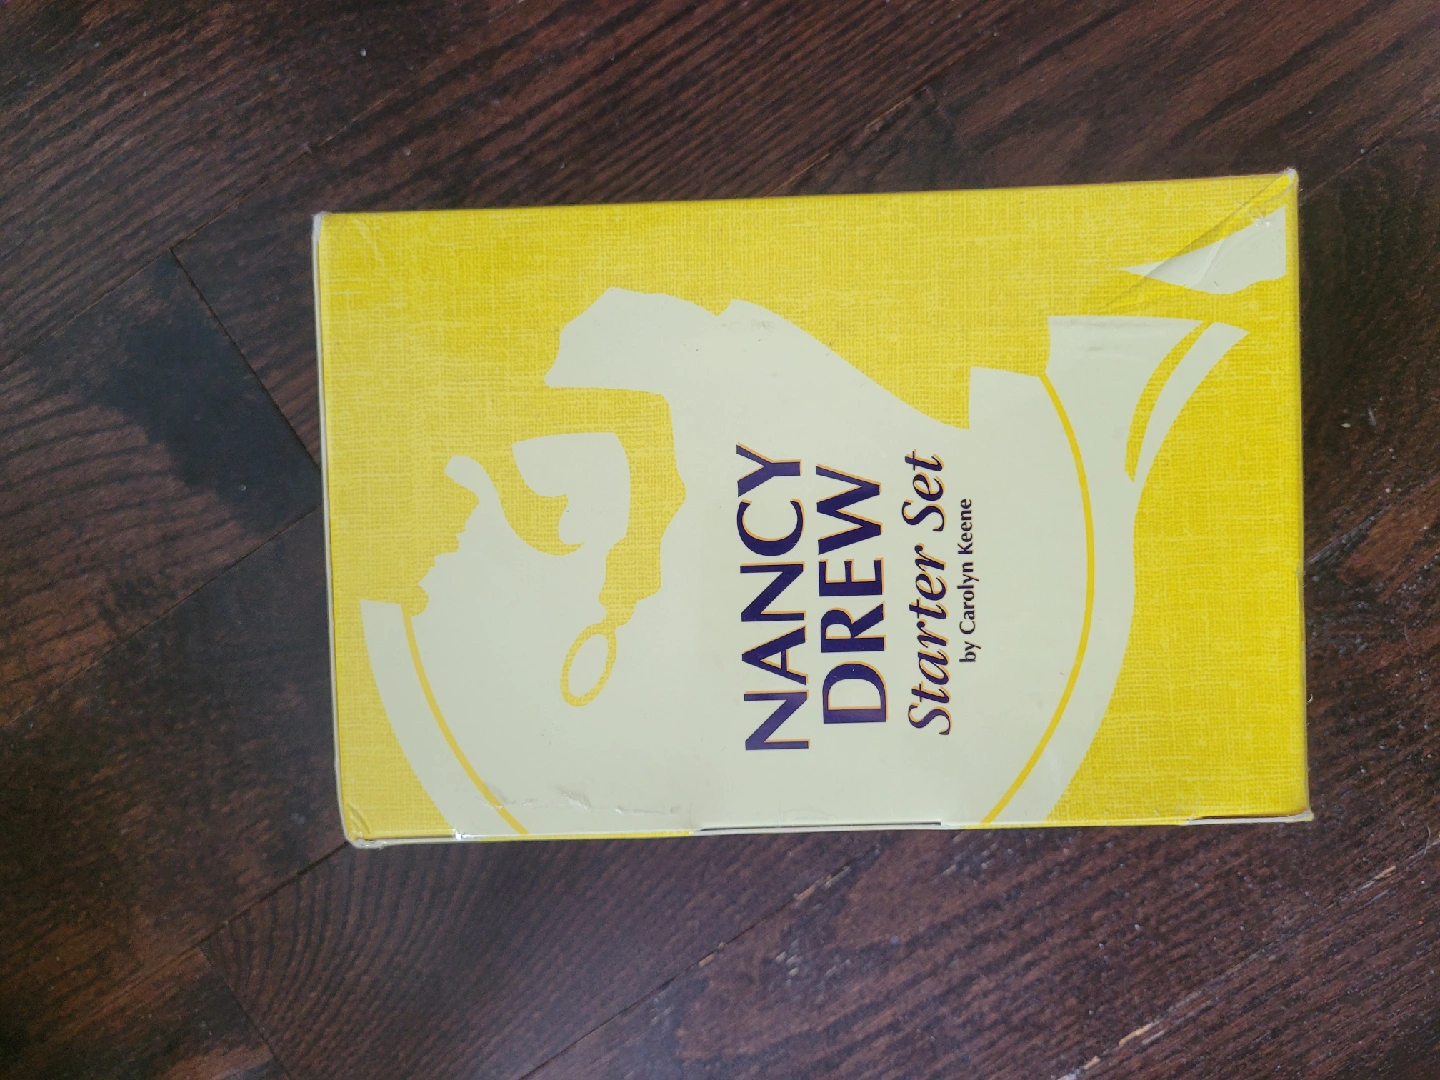 NANCY
DREW
Starter Set
by Carolyn Keene